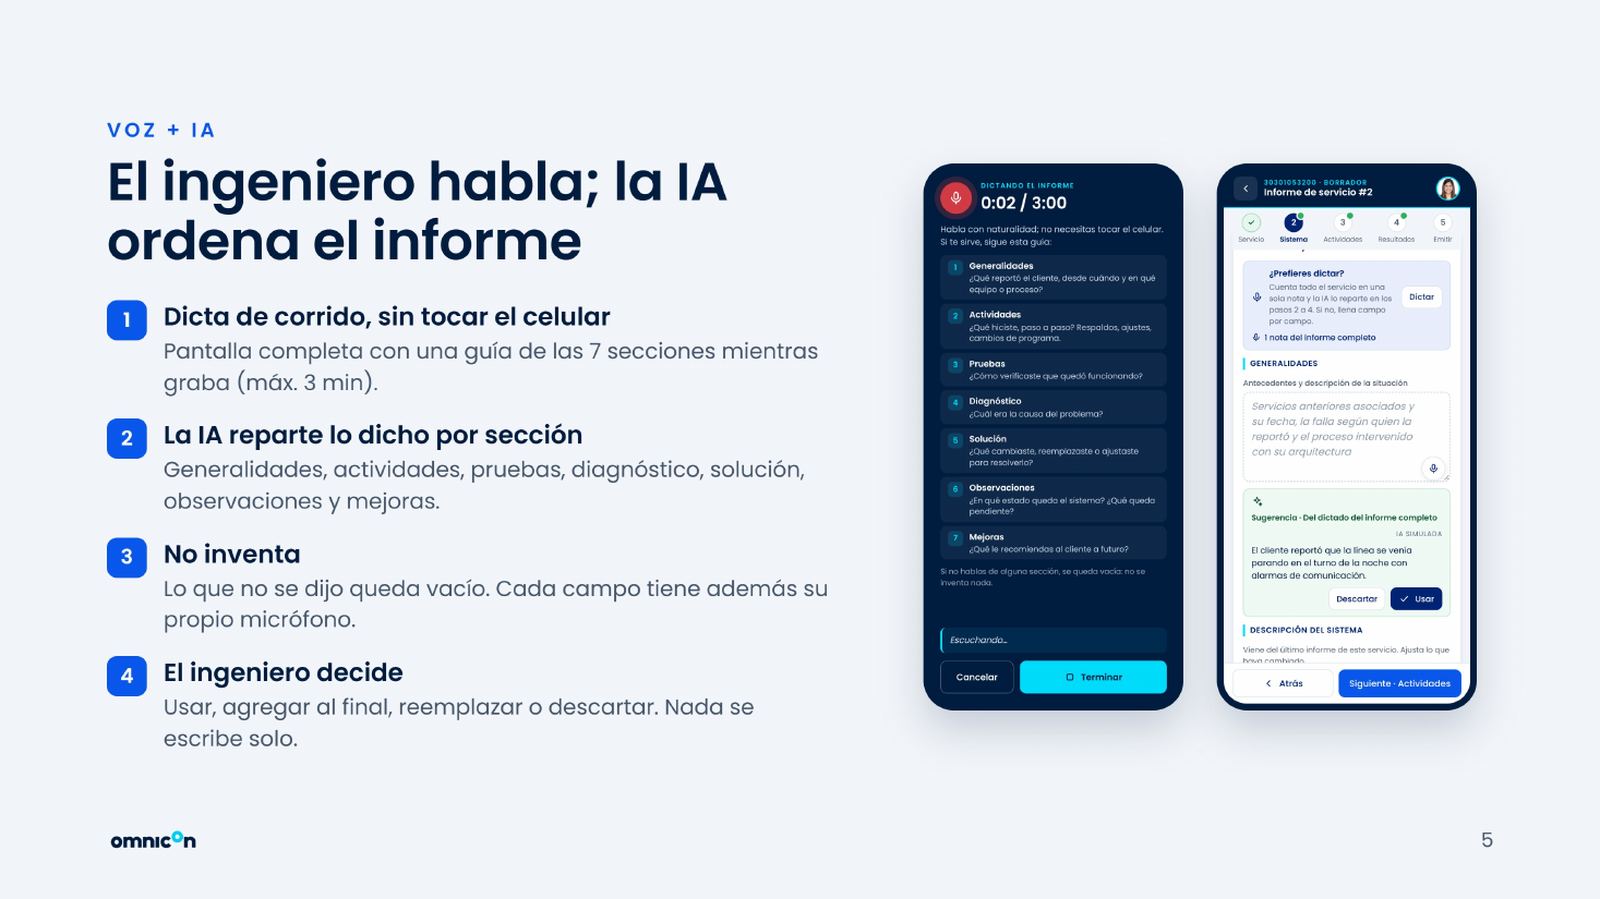 VOZ + IA
El ingeniero habla; la IA
ordena el informe
1
Dicta de corrido, sin tocar el celular
Pantalla completa con una guía de las 7 secciones mientras
graba (máx. 3 min).
2
La IA reparte lo dicho por sección
Generalidades, actividades, pruebas, diagnóstico, solución,
observaciones y mejoras.
3
No inventa
Lo que no se dijo queda vacío. Cada campo tiene además su
propio micrófono.
4
El ingeniero decide
Usar, agregar al final, reemplazar o descartar. Nada se
escribe solo.
DICTANDO EL INFORME
0:02 / 3:00
Habla con naturalidad; no necesitas tocar el celular.
Si te sirve, sigue esta guía:
1 Generalidades
¿Qué reportó el cliente, desde cuándo y en qué
equipo o proceso?
2 Actividades
¿Qué hiciste, paso a paso? Respaldos, ajustes,
cambios de programa.
3 Pruebas
¿Cómo verificaste que quedó funcionando?
4 Diagnóstico
¿Cuál era la causa del problema?
5 Solución
¿Qué cambiaste, reemplazaste o ajustaste
para resolverlo?
6 Observaciones
¿En qué estado queda el sistema? ¿Qué queda
pendiente?
7 Mejoras
¿Qué le recomiendas al cliente a futuro?
Si no hablas de alguna sección, se queda vacía: no se
inventa nada.
Escuchando…
Cancelar
Terminar
30301053200 · BORRADOR
Informe de servicio #2
2 3 4 5
Servicio Sistema Actividades Resultados Emitir
¿Prefieres dictar?
Cuenta todo el servicio en una
sola nota y la IA lo reparte en los
pasos 2 a 4. Si no, llena campo
por campo.
Dictar
1 nota del informe completo
GENERALIDADES
Antecedentes y descripción de la situación
Servicios anteriores asociados y
su fecha, la falla según quien la
reportó y el proceso intervenido
con su arquitectura
Sugerencia · Del dictado del informe completo
IA SIMULADA
El cliente reportó que la línea se venía
parando en el turno de la noche con
alarmas de comunicación.
Descartar
Usar
DESCRIPCIÓN DEL SISTEMA
Viene del último informe de este servicio. Ajusta lo que
haya cambiado.
Atrás
Siguiente · Actividades
omnicon
5